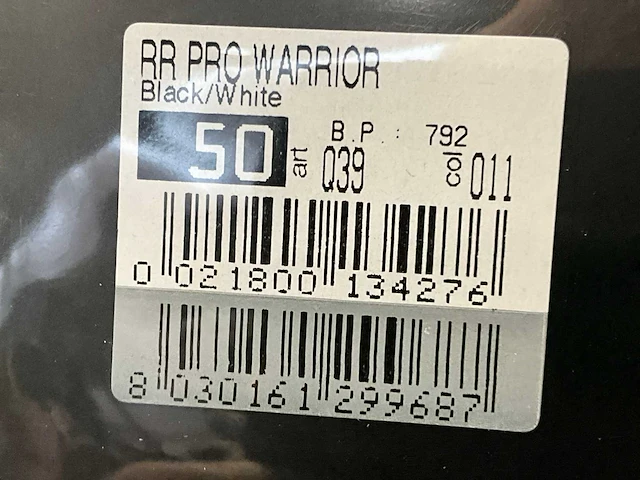 RR PRO WARRIOR
Black/White
50 art Q39 B.P : 792 col 011
0 021800 134276
8 030161 299687